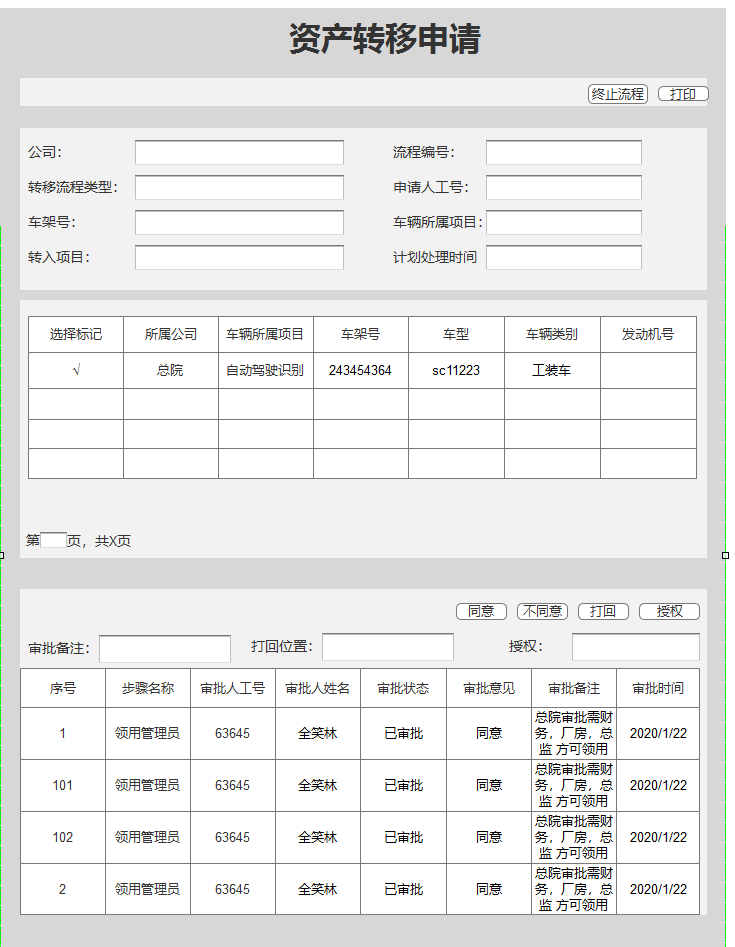 资产转移申请
终止流程 打印
公司： 流程编号：
转移流程类型： 申请人工号：
车架号： 车辆所属项目：
转入项目： 计划处理时间
选择标记 所属公司 车辆所属项目 车架号 车型 车辆类别 发动机号
√ 总院 自动驾驶识别 243454364 sc11223 工装车
第 页，共X页
同意 不同意 打回 授权
审批备注： 打回位置： 授权：
序号 步骤名称 审批人工号 审批人姓名 审批状态 审批意见 审批备注 审批时间
1 领用管理员 63645 全笑林 已审批 同意 总院审批需财
务，厂房，总
监 方可领用 2020/1/22
101 领用管理员 63645 全笑林 已审批 同意 总院审批需财
务，厂房，总
监 方可领用 2020/1/22
102 领用管理员 63645 全笑林 已审批 同意 总院审批需财
务，厂房，总
监 方可领用 2020/1/22
2 领用管理员 63645 全笑林 已审批 同意 总院审批需财
务，厂房，总
监 方可领用 2020/1/22